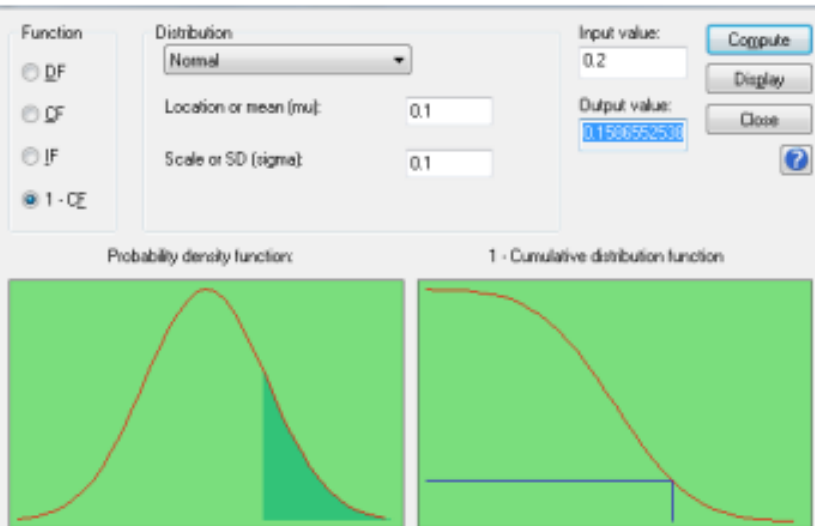 Function
DF
CF
IF
1 - CF
Distribution
Normal
Location or mean (mu):
0.1
Scale or SD (sigma):
0.1
Input value:
0.2
Output value:
0.1586552538
Compute
Display
Close
?
Probability density function:
1 - Cumulative distribution function